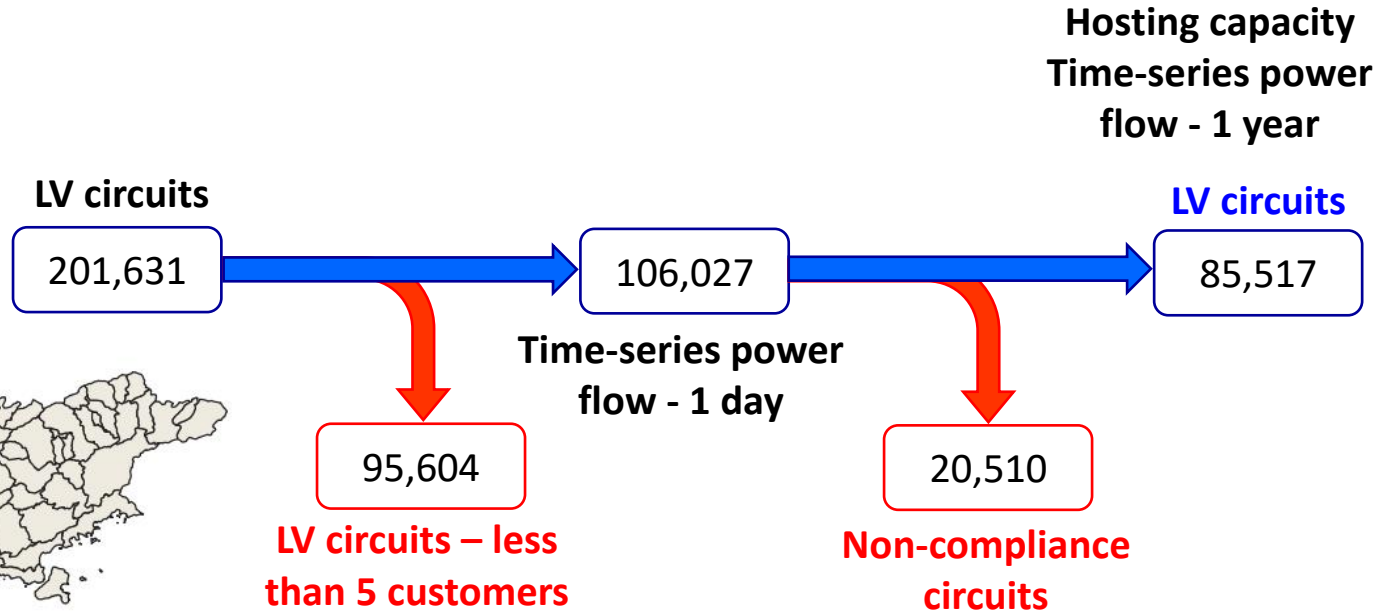 Hosting capacity
Time-series power
flow - 1 year
LV circuits
LV circuits
201,631
106,027
85,517
Time-series power
flow - 1 day
95,604
20,510
LV circuits – less
than 5 customers
Non-compliance
circuits